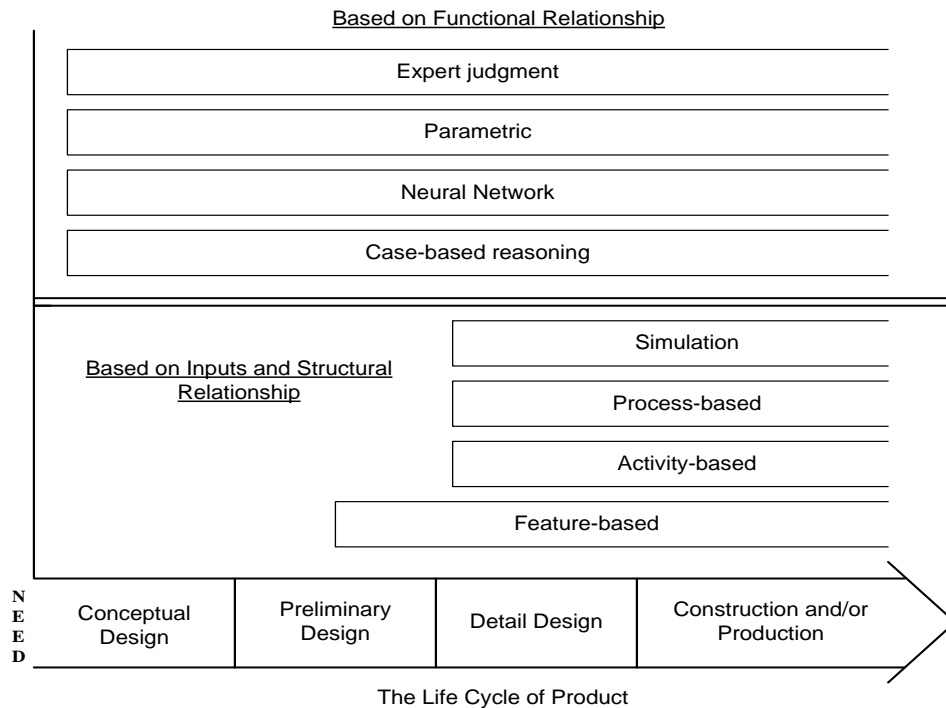 Based on Functional Relationship
Expert judgment
Parametric
Neural Network
Case-based reasoning
Simulation
Based on Inputs and Structural
Relationship
Process-based
Activity-based
Feature-based
NEED
Conceptual
Design
Preliminary
Design
Detail Design
Construction and/or
Production
The Life Cycle of Product